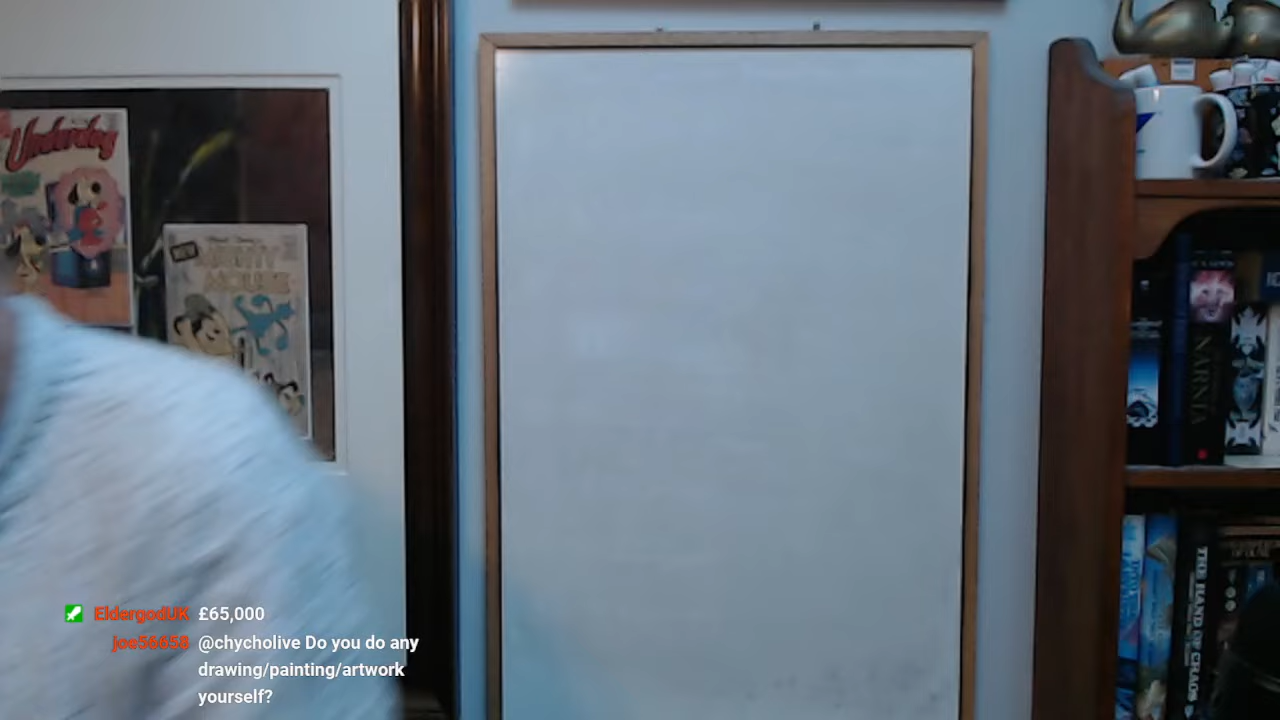 Underdog
NEW
MIGHTY
MOUSE
NARNIA
THE HAND OF CHAOS
EldergodUK £65,000
joe56658 @chycholive Do you do any
drawing/painting/artwork
yourself?